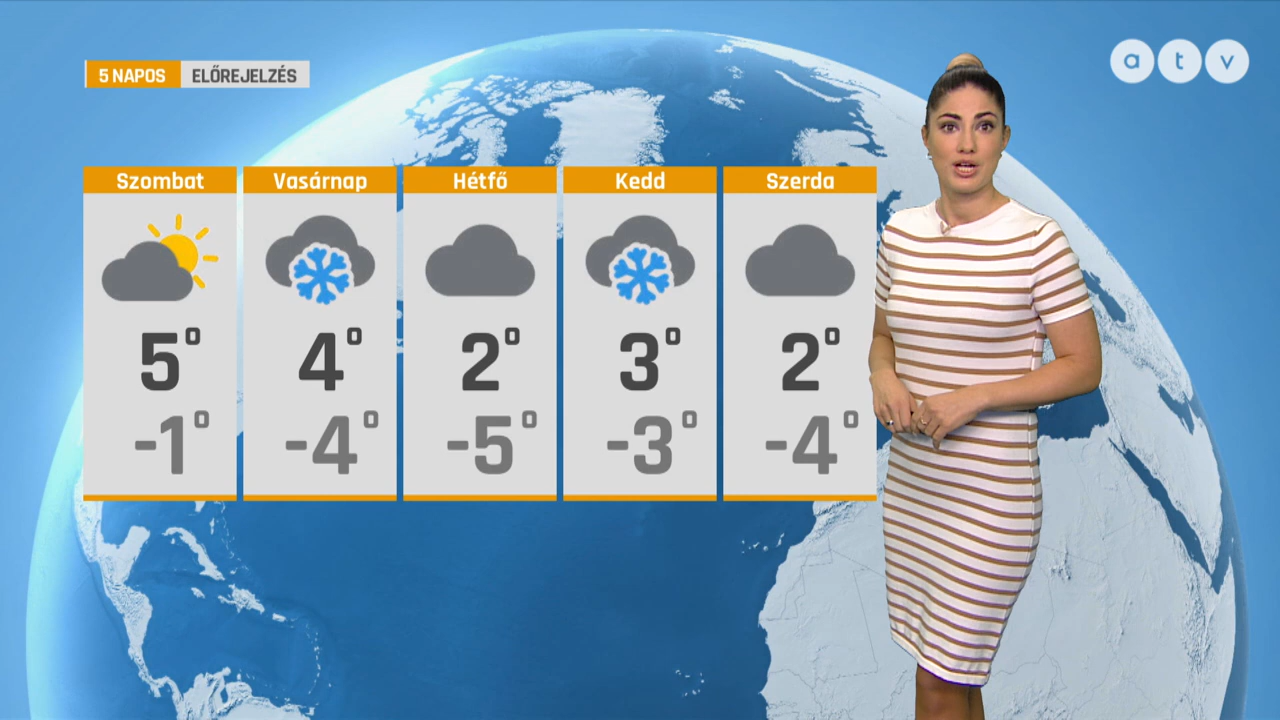 5 NAPOS ELŐREJELZÉS
atv
Szombat Vasárnap Hétfő Kedd Szerda
5° 4° 2° 3° 2°
-1° -4° -5° -3° -4°